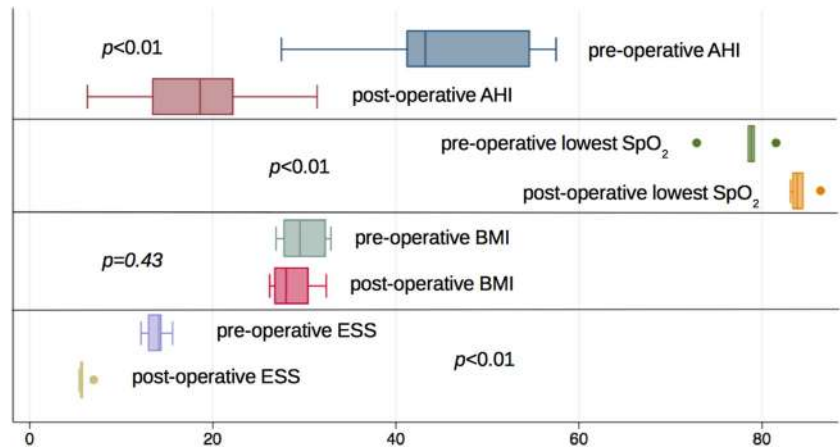 p<0.01
pre-operative AHI
post-operative AHI
pre-operative lowest SpO₂
p<0.01
post-operative lowest SpO₂
pre-operative BMI
p=0.43
post-operative BMI
pre-operative ESS
p<0.01
post-operative ESS
0 20 40 60 80